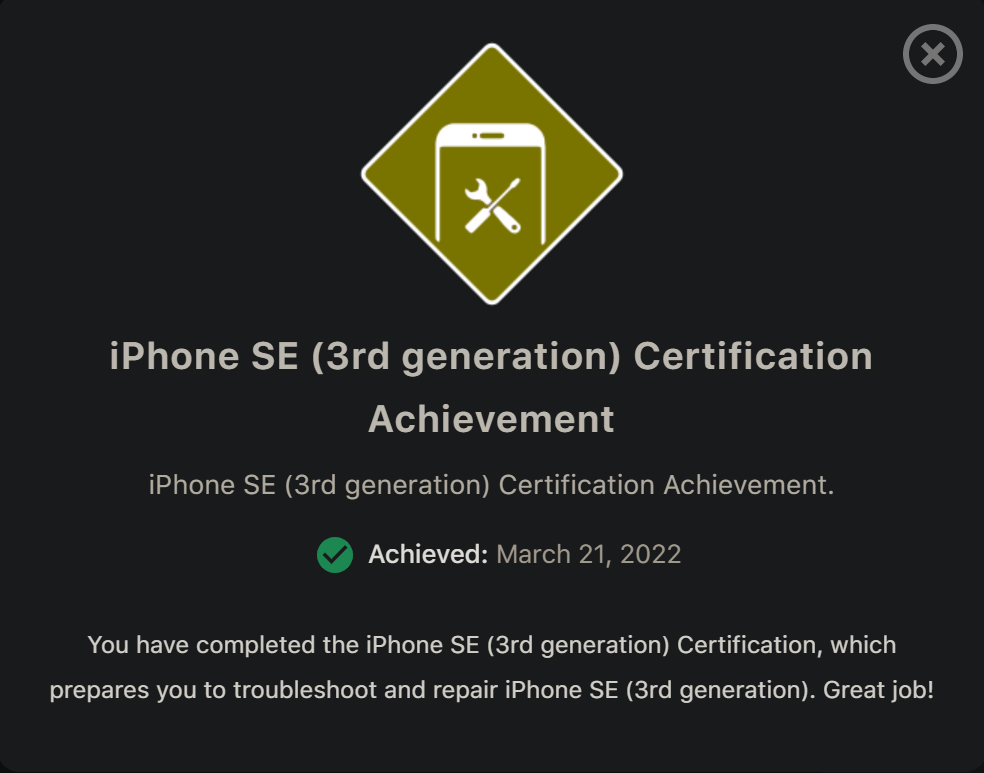 iPhone SE (3rd generation) Certification
Achievement
iPhone SE (3rd generation) Certification Achievement.
Achieved: March 21, 2022
You have completed the iPhone SE (3rd generation) Certification, which
prepares you to troubleshoot and repair iPhone SE (3rd generation). Great job!